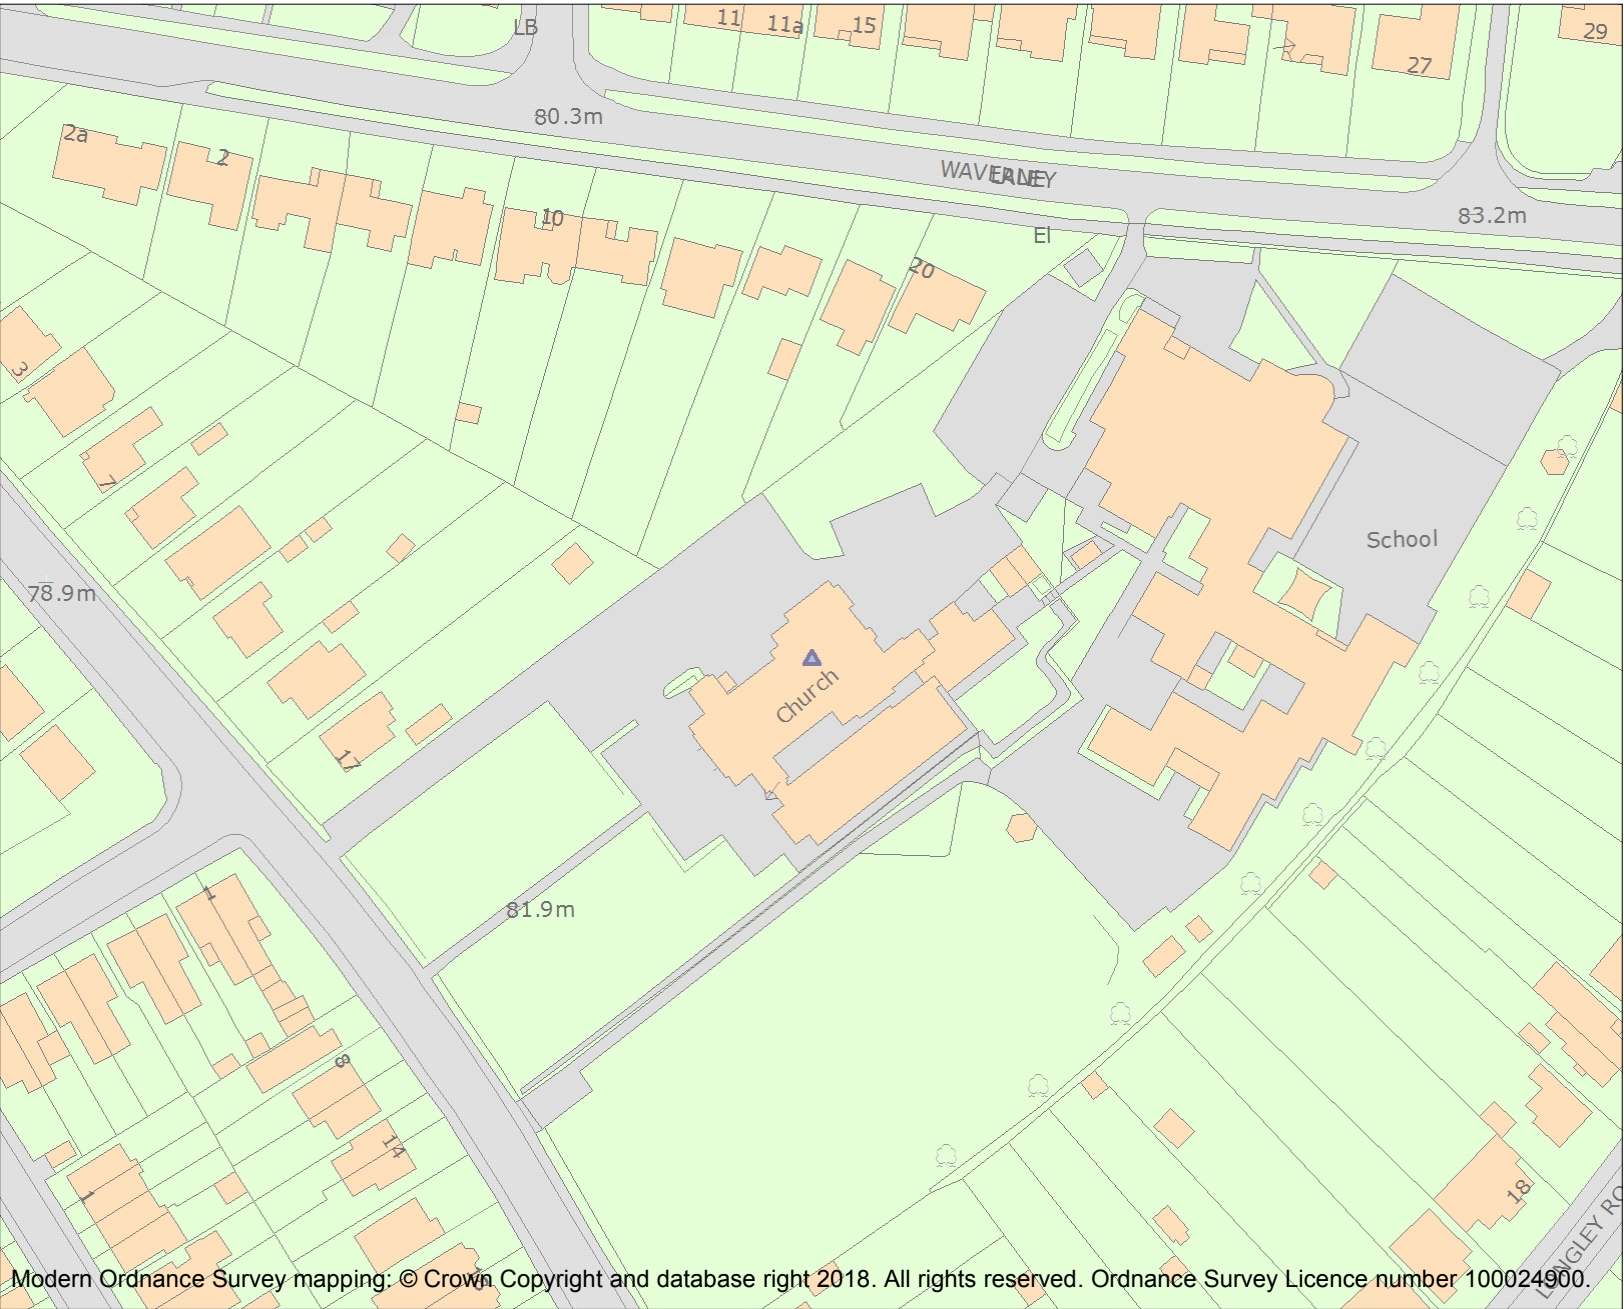 LB
11
11a
15
27
29
80.3m
2a
2
WAVERLEY
LANE
83.2m
10
El
20
3
7
School
78.9m
Church
17
81.9m
1
8
14
1
18
LONGLEY RO
Modern Ordnance Survey mapping: © Crown Copyright and database right 2018. All rights reserved. Ordnance Survey Licence number 100024900.